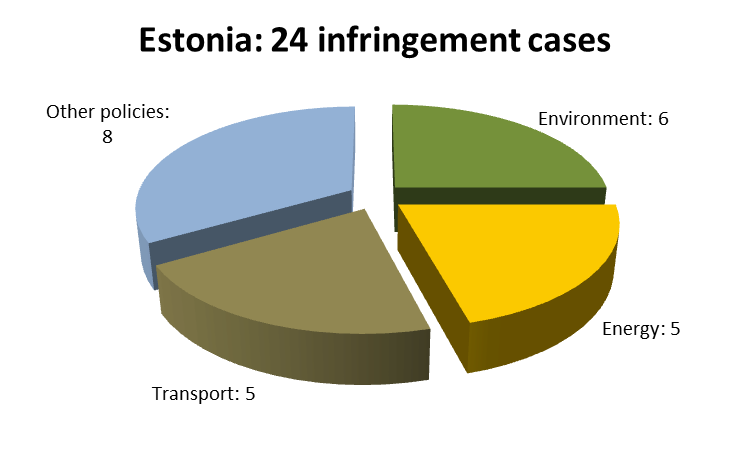 Estonia: 24 infringement cases
Other policies:
8
Environment: 6
Energy: 5
Transport: 5